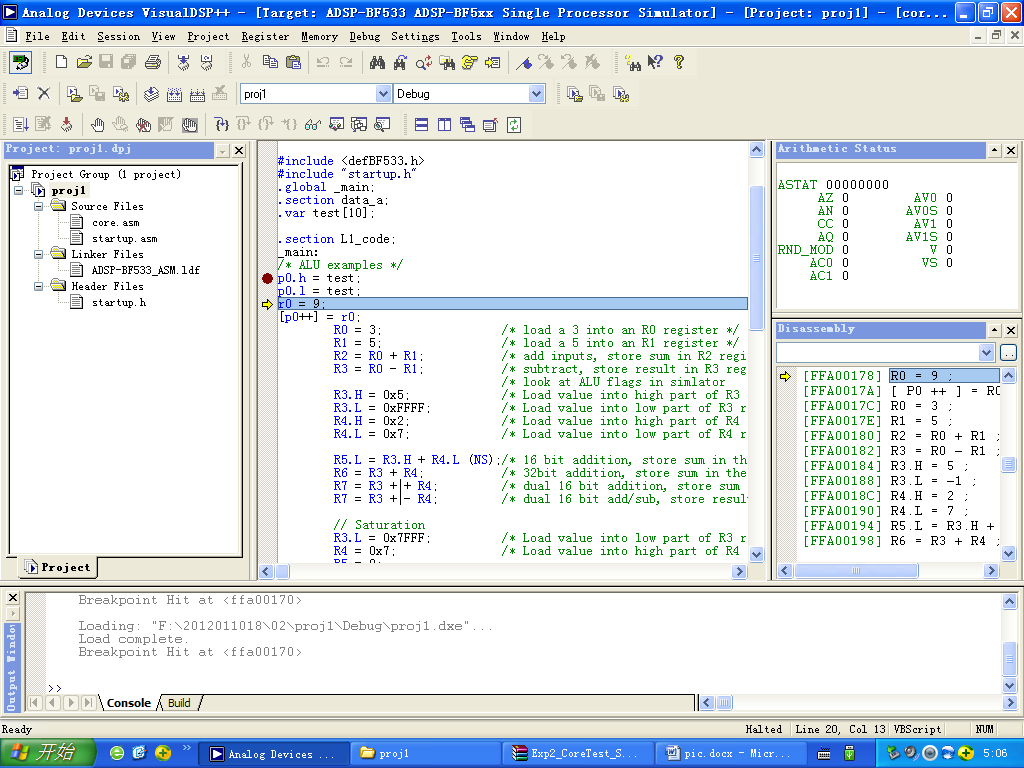 Analog Devices VisualDSP++ - [Target: ADSP-BF533 ADSP-BF5xx Single Processor Simulator] - [Project: proj1] - [cor...
File Edit Session View Project Register Memory Debug Settings Tools Window Help
proj1 Debug
Project: proj1.dpj
Project Group (1 project)
proj1
Source Files
core.asm
startup.asm
Linker Files
ADSP-BF533_ASM.ldf
Header Files
startup.h
Project
#include <defBF533.h>
#include "startup.h"
.global _main;
.section data_a;
.var test[10];
.section L1_code;
_main:
/* ALU examples */
p0.h = test;
p0.l = test;
r0 = 9;
[p0++] = r0;
R0 = 3; /* load a 3 into an R0 register */
R1 = 5; /* load a 5 into an R1 register */
R2 = R0 + R1; /* add inputs, store sum in R2 regi
R3 = R0 - R1; /* subtract, store result in R3 reg
/* look at ALU flags in simlator
R3.H = 0x5; /* Load value into high part of R3
R3.L = 0xFFFF; /* Load value into low part of R3 r
R4.H = 0x2; /* Load value into high part of R4
R4.L = 0x7; /* Load value into low part of R4 r
R5.L = R3.H + R4.L (NS);/* 16 bit addition, store sum in th
R6 = R3 + R4; /* 32bit addition, store sum in the
R7 = R3 +|+ R4; /* dual 16 bit addition, store sum
R7 = R3 +|- R4; /* dual 16 bit add/sub, store resul
// Saturation
R3.L = 0x7FFF; /* Load value into low part of R3 r
R4 = 0x7; /* Load value into high part of R4
R5 = 0;
Arithmetic Status
ASTAT 00000000
AZ 0 AV0 0
AN 0 AV0S 0
CC 0 AV1 0
AQ 0 AV1S 0
RND_MOD 0 V 0
AC0 0 VS 0
AC1 0
Disassembly
[FFA00178] R0 = 9 ;
[FFA0017A] [ P0 ++ ] = R0
[FFA0017C] R0 = 3 ;
[FFA0017E] R1 = 5 ;
[FFA00180] R2 = R0 + R1 ;
[FFA00182] R3 = R0 - R1 ;
[FFA00184] R3.H = 5 ;
[FFA00188] R3.L = -1 ;
[FFA0018C] R4.H = 2 ;
[FFA00190] R4.L = 7 ;
[FFA00194] R5.L = R3.H +
[FFA00198] R6 = R3 + R4 ;
Output Window
Breakpoint Hit at <ffa00170>
Loading: "F:\2012011018\02\proj1\Debug\proj1.dxe"...
Load complete.
Breakpoint Hit at <ffa00170>
>>
Console Build
Ready Halted Line 20, Col 13 VBScript NUM
开始 Analog Devices ... proj1 Exp2_CoreTest_S... pic.docx - Micr... 5:06